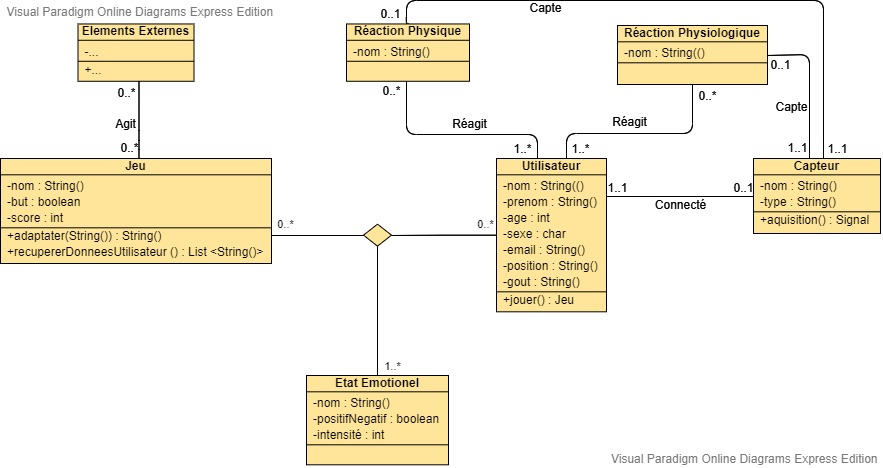 Visual Paradigm Online Diagrams Express Edition
Elements Externes
-...
+...
0..*
Agit
0..*
Réaction Physique
-nom : String()
0..1
Capte
0..*
Réagit
1..*
Réaction Physiologique
-nom : String(()
0..1
Capte
0..*
Réagit
1..*
1..1
1..1
Jeu
-nom : String()
-but : boolean
-score : int
+adaptater(String()) : String()
+recupererDonneesUtilisateur () : List <String()>
0..*
0..*
Utilisateur
-nom : String(()
-prenom : String()
-age : int
-sexe : char
-email : String()
-position : String()
-gout : String()
+jouer() : Jeu
1..1
0..1
Connecté
Capteur
-nom : String()
-type : String()
+aquisition() : Signal
1..*
Etat Emotionel
-nom : String()
-positifNegatif : boolean
-intensité : int
Visual Paradigm Online Diagrams Express Edition